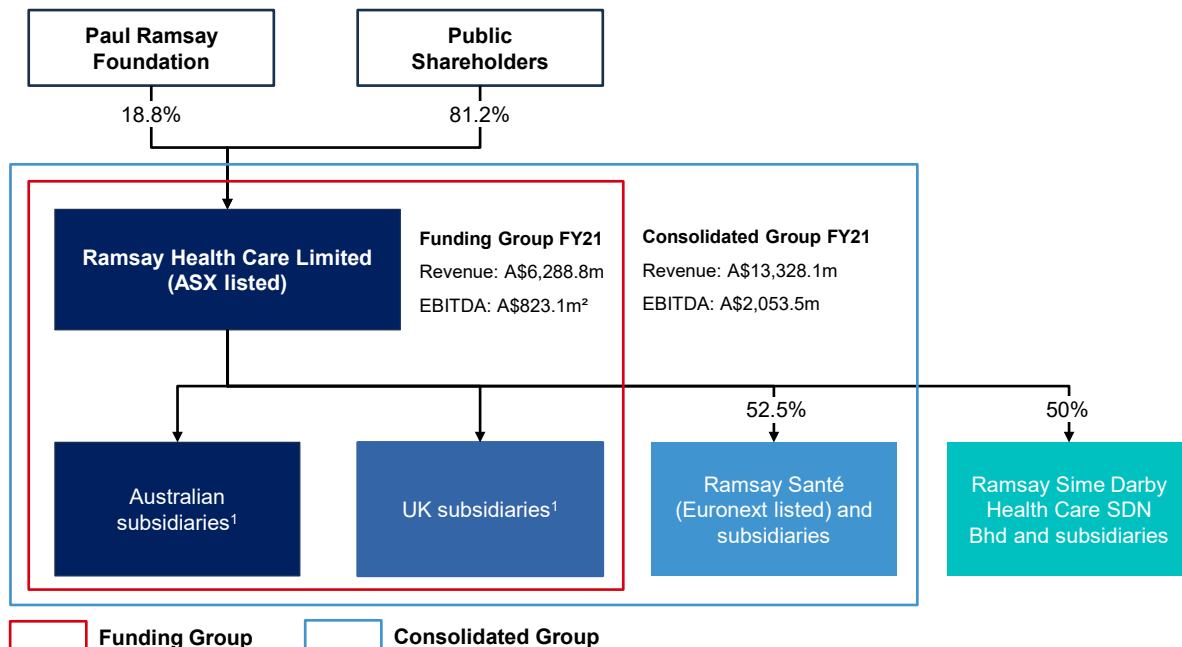 Paul Ramsay
Foundation
Public
Shareholders
18.8%
81.2%
Ramsay Health Care Limited
(ASX listed)
Funding Group FY21
Revenue: A$6,288.8m
EBITDA: A$823.1m²
Consolidated Group FY21
Revenue: A$13,328.1m
EBITDA: A$2,053.5m
52.5%
50%
Australian
subsidiaries¹
UK subsidiaries¹
Ramsay Santé
(Euronext listed) and
subsidiaries
Ramsay Sime Darby
Health Care SDN
Bhd and subsidiaries
Funding Group
Consolidated Group